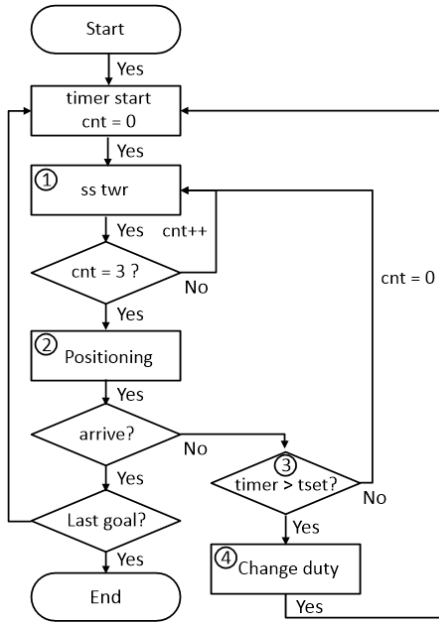 Start
Yes
timer start
cnt = 0
Yes
① ss twr
Yes
cnt++
cnt = 3 ?
No
Yes
② Positioning
Yes
arrive?
No
Yes
③
timer > tset?
No
cnt = 0
Last goal?
Yes
④ Change duty
Yes
Yes
End